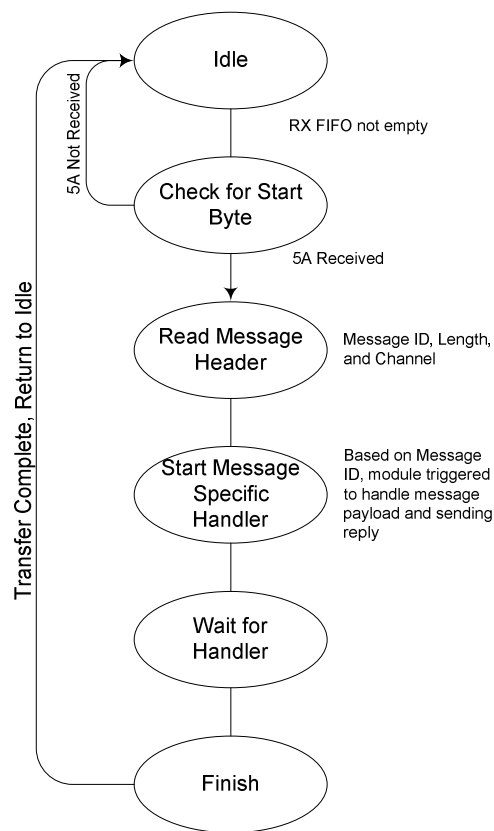 Idle
RX FIFO not empty
5A Not Received
Check for Start
Byte
5A Received
Read Message
Header
Message ID, Length,
and Channel
Start Message
Specific
Handler
Based on Message
ID, module triggered
to handle message
payload and sending
reply
Transfer Complete, Return to Idle
Wait for
Handler
Finish